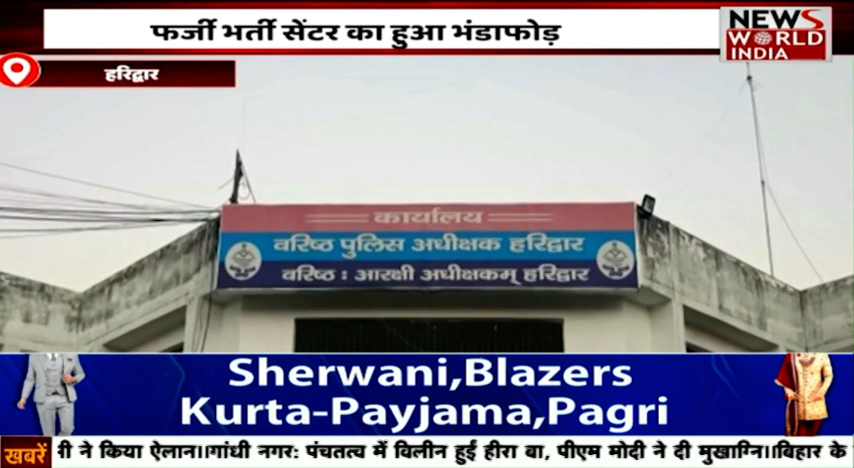 फर्जी भर्ती सेंटर का हुआ भंडाफोड़
NEWS
WORLD
INDIA
हरिद्वार
कार्यालय
वरिष्ठ पुलिस अधीक्षक हरिद्वार
वरिष्ठ : आरक्षी अधीक्षकम् हरिद्वार
Sherwani,Blazers
Kurta-Payjama,Pagri
खबरें नी ने किया ऐलान॥गांधी नगर: पंचतत्व में विलीन हुईं हीरा बा, पीएम मोदी ने दी मुखाग्नि॥बिहार के